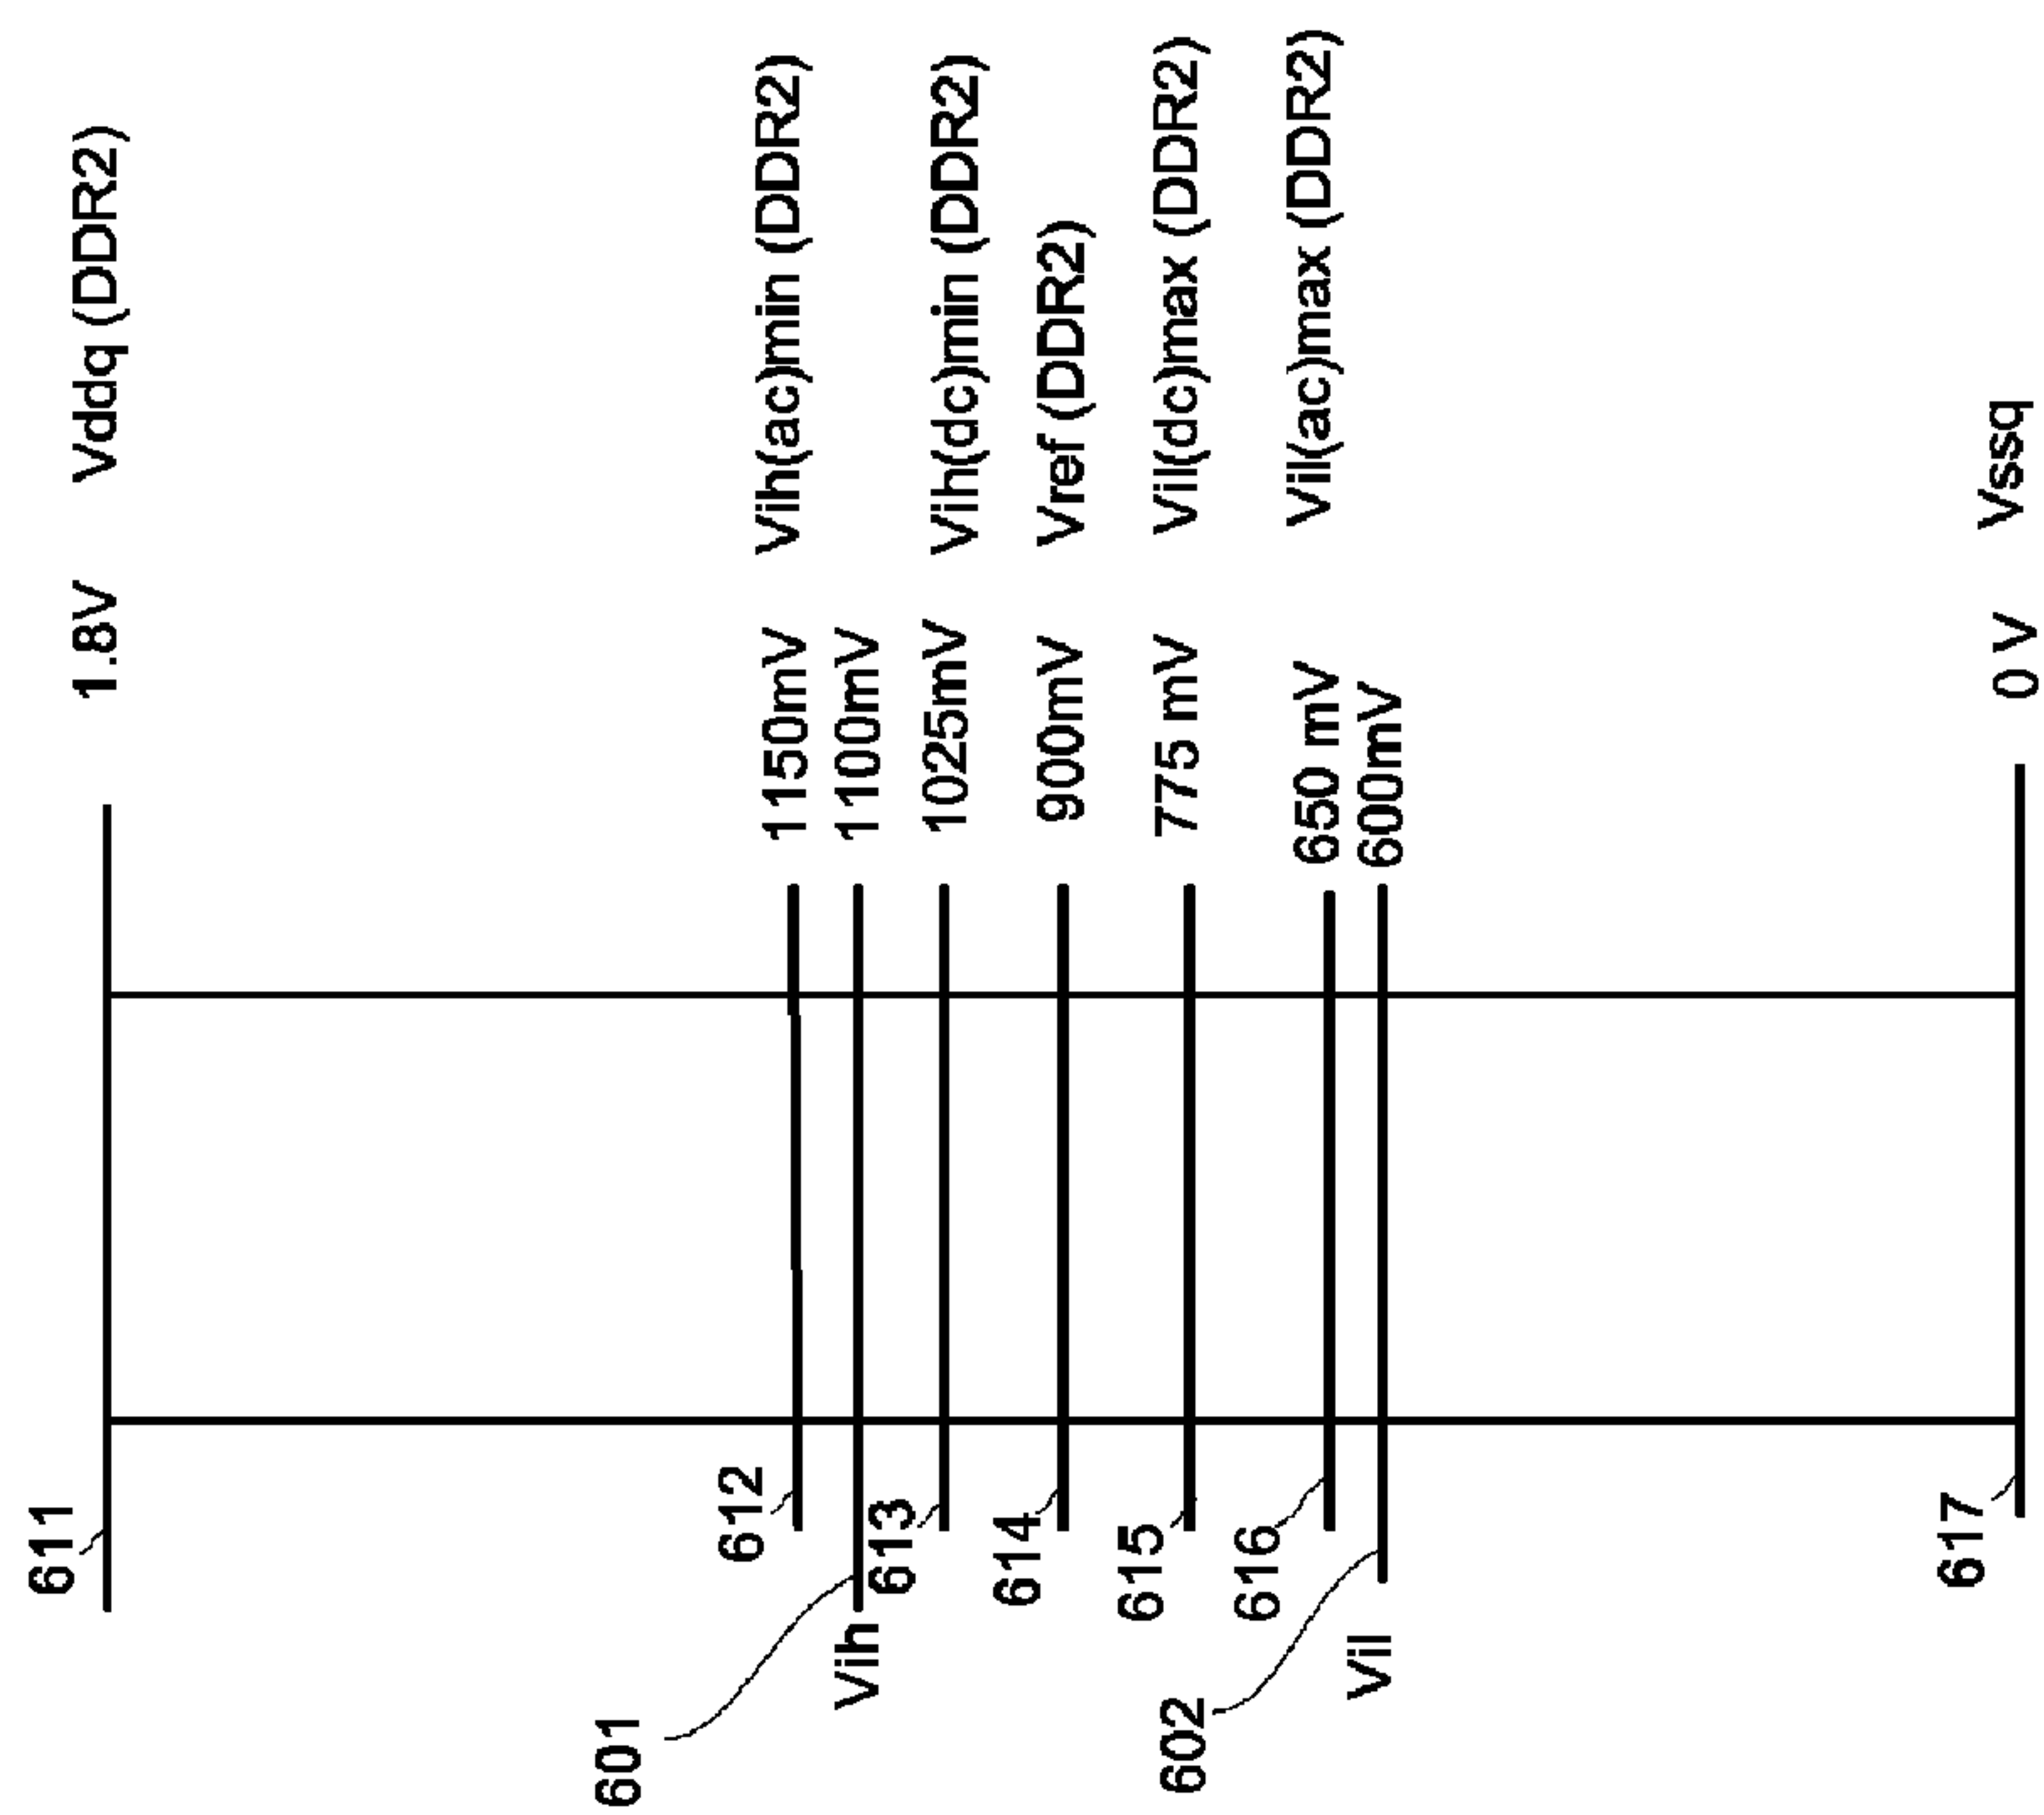 611 1.8V Vddq (DDR2)
612 1150mV Vih(ac)min (DDR2)
601 Vih 1100mV
613 1025mV Vih(dc)min (DDR2)
614 900mV Vref (DDR2)
615 775 mV Vil(dc)max (DDR2)
616 650 mV Vil(ac)max (DDR2)
602 Vil 600mV
617 0 V Vssq